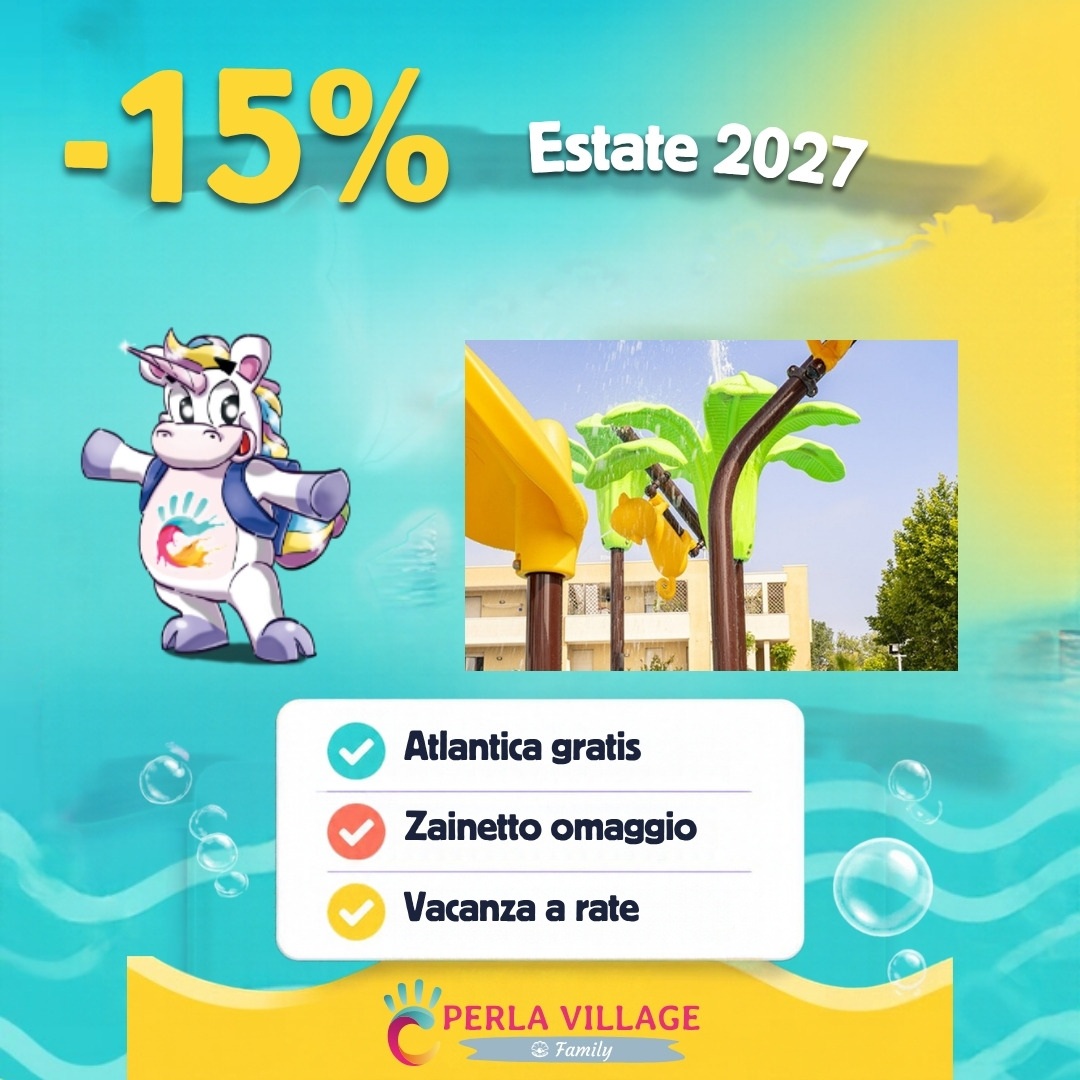 -15%
Estate 2027
Atlantica gratis
Zainetto omaggio
Vacanza a rate
PERLA VILLAGE
Family